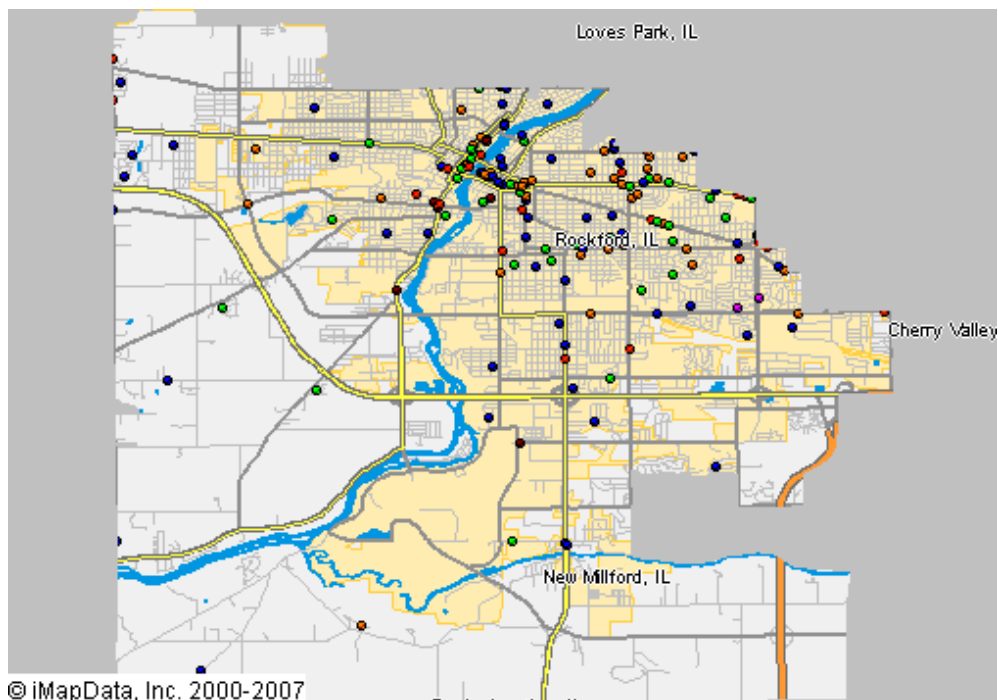 Loves Park, IL
Rockford, IL
Cherry Valley
New Millford, IL
© iMapData, Inc. 2000-2007